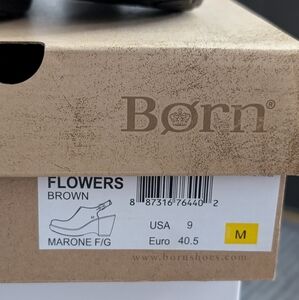 Børn®
FLOWERS
BROWN
8 87316 76440 2
USA 9
MARONE F/G
Euro 40.5
M
www.bornshoes.com